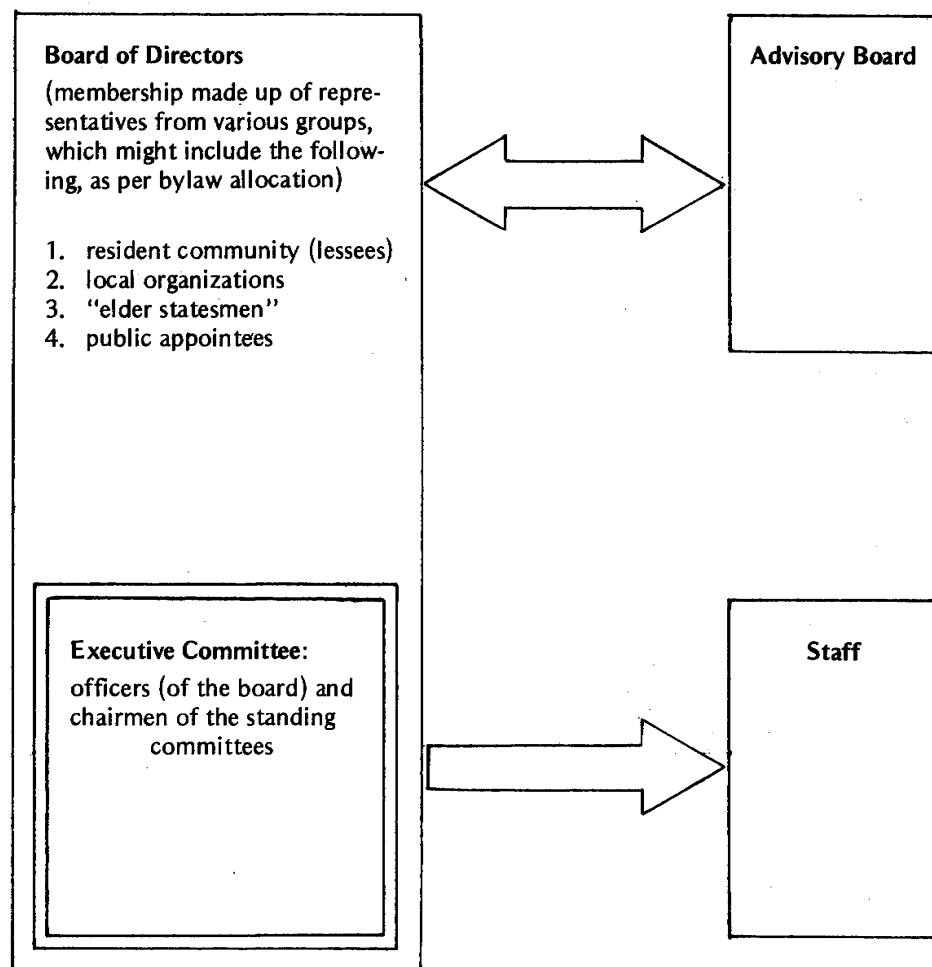 Board of Directors
(membership made up of repre-
sentatives from various groups,
which might include the follow-
ing, as per bylaw allocation)
1. resident community (lessees)
2. local organizations
3. “elder statesmen”
4. public appointees
Executive Committee:
officers (of the board) and
chairmen of the standing
committees
Advisory Board
Staff